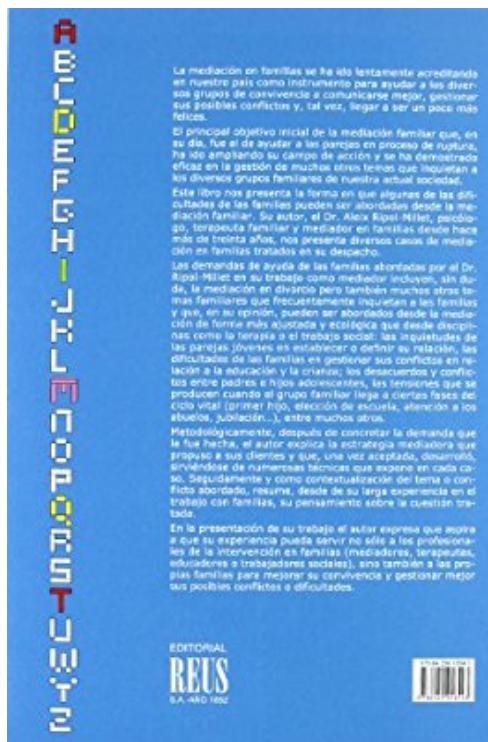 A
B
C
D
E
F
G
H
I
J
K
L
M
N
O
P
Q
R
S
T
U
W
Y
Z
La mediación en familias se ha ido lentamente acreditando
en nuestro país como instrumento para ayudar a los diver-
sos grupos de convivencia a comunicarse mejor, gestionar
sus posibles conflictos y, tal vez, llegar a ser un poco más
felices.
El principal objetivo inicial de la mediación familiar que, en
su día, fue el de ayudar a las parejas en proceso de ruptura,
ha ido ampliando su campo de acción y se ha demostrado
eficaz en la gestión de muchos otros temas que inquietan a
los diversos grupos familiares de nuestra actual sociedad.
Este libro nos presenta la forma en que algunas de las difi-
cultades de las familias pueden ser abordadas desde la me-
diación familiar. Su autor, el Dr. Aleix Ripol-Millet, psicólo-
go, terapeuta familiar y mediador en familias desde hace
más de treinta años, nos presenta diversos casos de media-
ción en familias tratados en su despacho.
Las demandas de ayuda de las familias abordadas por el Dr.
Ripol-Millet en su trabajo como mediador incluyen, sin du-
da, la mediación en divorcio pero también muchos otros te-
mas familiares que frecuentemente inquietan a las familias
y que, en su opinión, pueden ser abordados desde la media-
ción de forma más ajustada y ecológica que desde discipli-
nas como la terapia o el trabajo social: las inquietudes de
las parejas jóvenes en establecer o definir su relación, las
dificultades de las familias en gestionar sus conflictos en re-
lación a la educación y la crianza; los desacuerdos y conflic-
tos entre padres e hijos adolescentes, las tensiones que se
producen cuando el grupo familiar llega a ciertas fases del
ciclo vital (primer hijo, elección de escuela, atención a los
abuelos, jubilación...), entre muchos otros.
Metodológicamente, después de concretar la demanda que
le fue hecha, el autor explica la estrategia mediadora que
propuso a sus clientes y que, una vez aceptada, desarrolló,
sirviéndose de numerosas técnicas que expone en cada ca-
so. Seguidamente y como contextualización del tema o con-
flicto abordado, resume, desde su larga experiencia en el
trabajo con familias, su pensamiento sobre la cuestión tra-
tada.
En la presentación de su trabajo el autor expresa que aspira
a que su experiencia pueda servir no sólo a los profesiona-
les de la intervención en familias (mediadores, terapeutas,
educadores o trabajadores sociales), sino también a las pro-
pias familias para mejorar su convivencia y gestionar mejor
sus posibles conflictos o dificultades.
EDITORIAL
REUS
S.A.-AÑO 1852